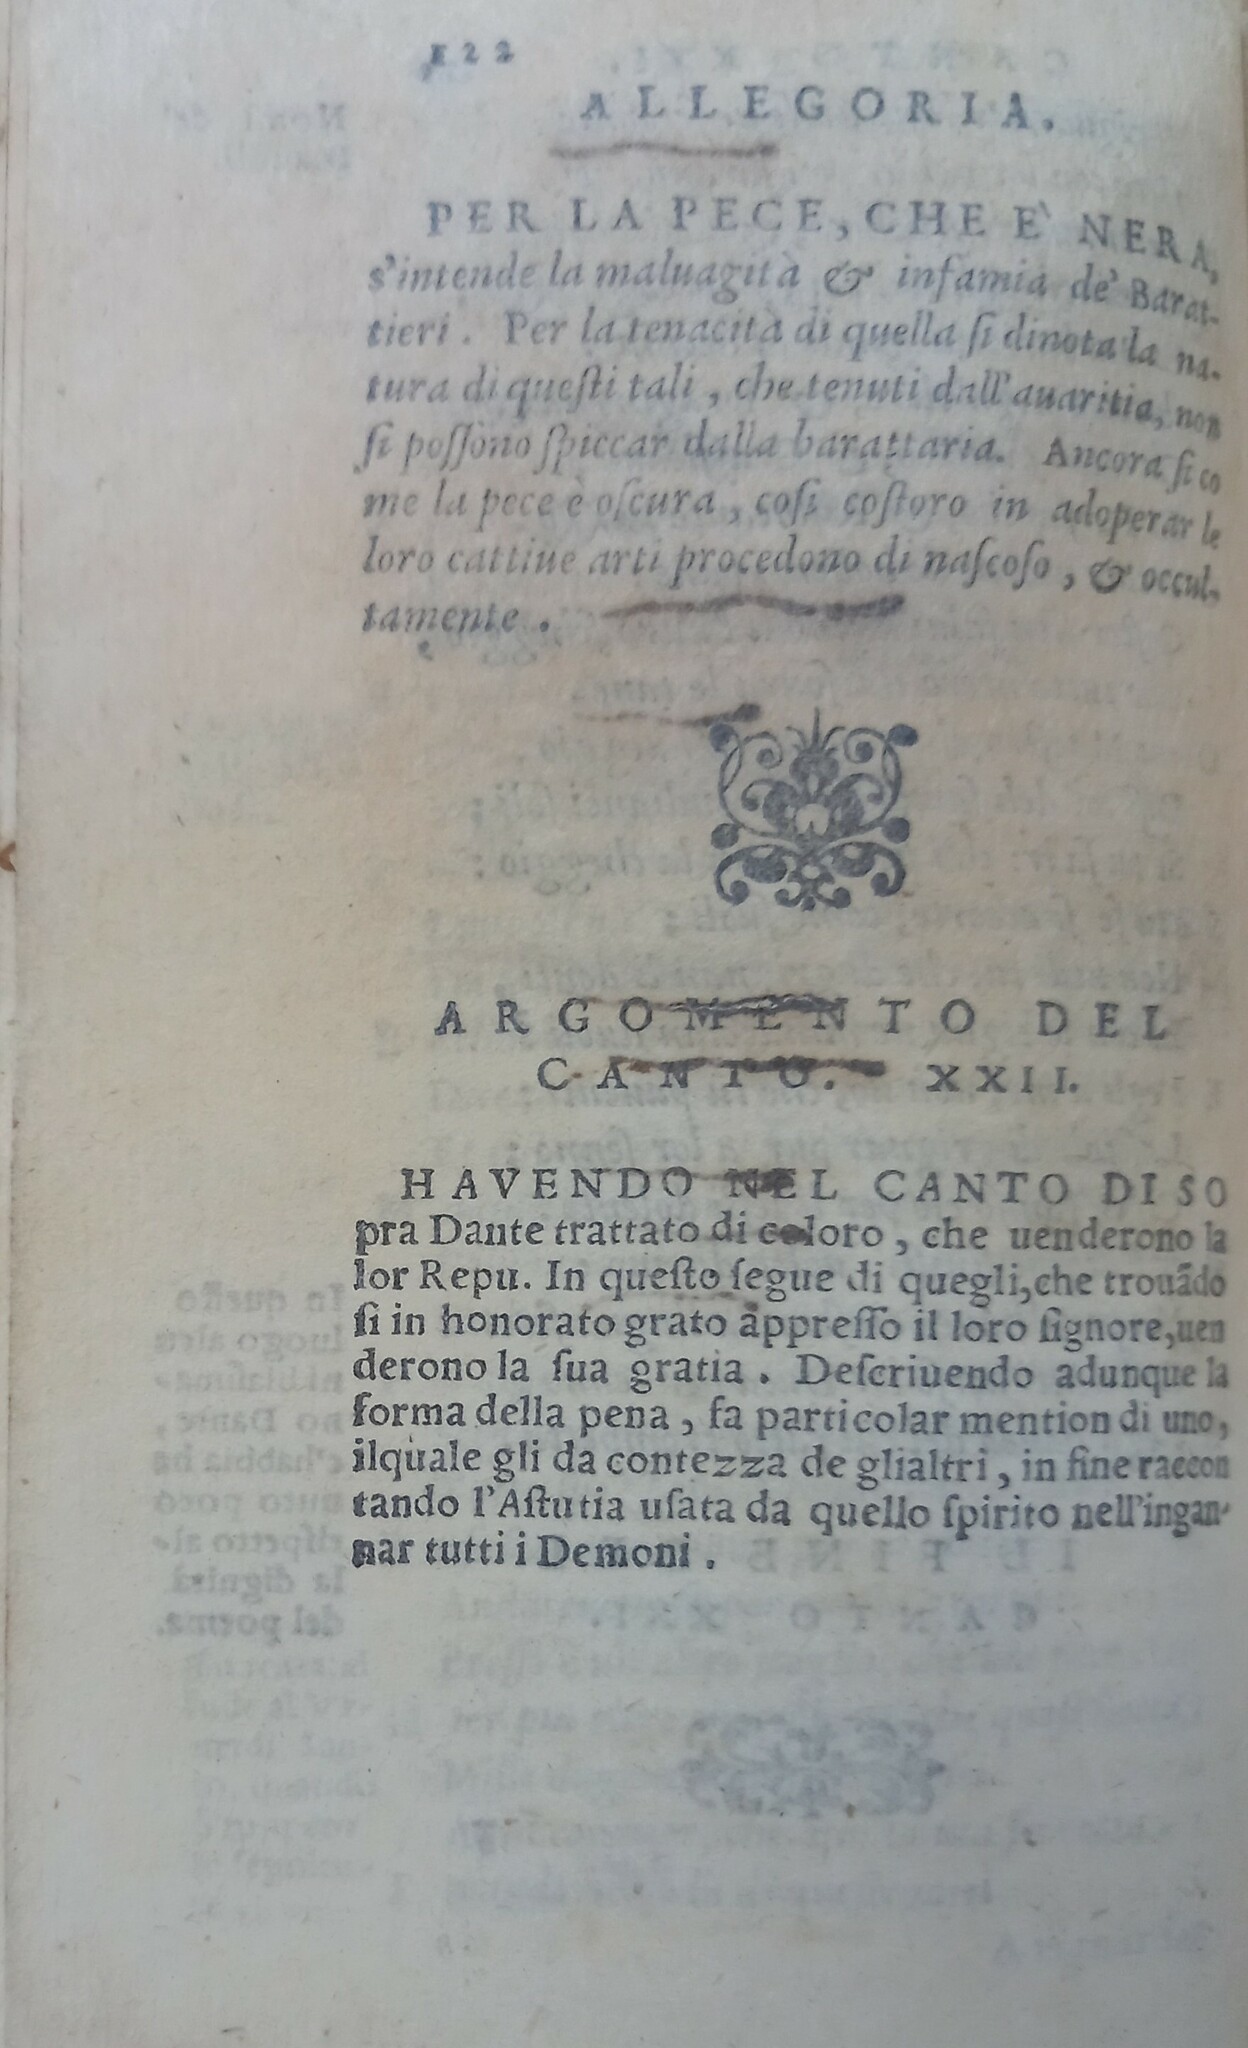 122
ALLEGORIA.
PER LA PECE, CHE E` NERA,
s'intende la maluagità & infamia de' Barat-
tieri. Per la tenacità di quella ſi dinota la na-
tura di queſti tali, che tenuti dall'auaritia, non
ſi poſſono ſpiccar dalla barattaria. Ancora ſi co
me la pece è oſcura, coſi coſtoro in adoperar le
loro cattiue arti procedono di naſcoſo, & occul-
tamente.
ARGOMENTO DEL
CANTO. XXII.
HAVENDO NEL CANTO DI SO
pra Dante trattato di coloro, che uenderono la
lor Repu. In queſto ſegue di quegli, che trouãdo
ſi in honorato grato appreſſo il loro ſignore, uen
derono la ſua gratia. Deſcriuendo adunque la
forma della pena, fa particolar mention di uno,
ilquale gli da contezza de glialtri, in fine raccon
tando l'Aſtutia uſata da quello ſpirito nell'ingan-
nar tutti i Demoni.